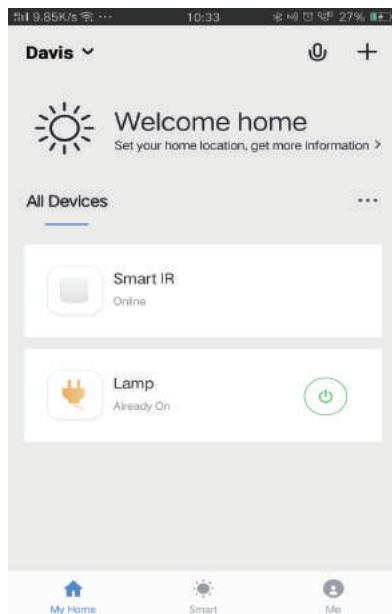 9.85K/s ... 10:33 27%
Davis
Welcome home
Set your home location, get more information >
All Devices ...
Smart IR
Online
Lamp
Already On
My Home Smart Me